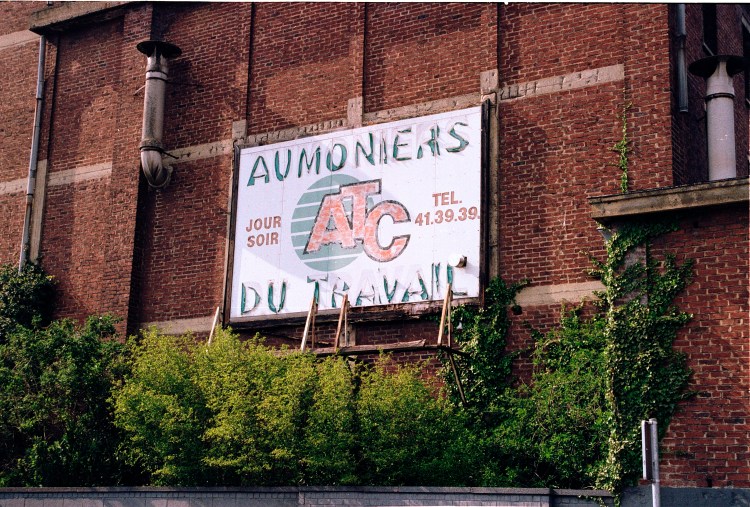 AUMONIERS
JOUR
SOIR
ATC
TEL.
41.39.39.
DU TRAVAIL